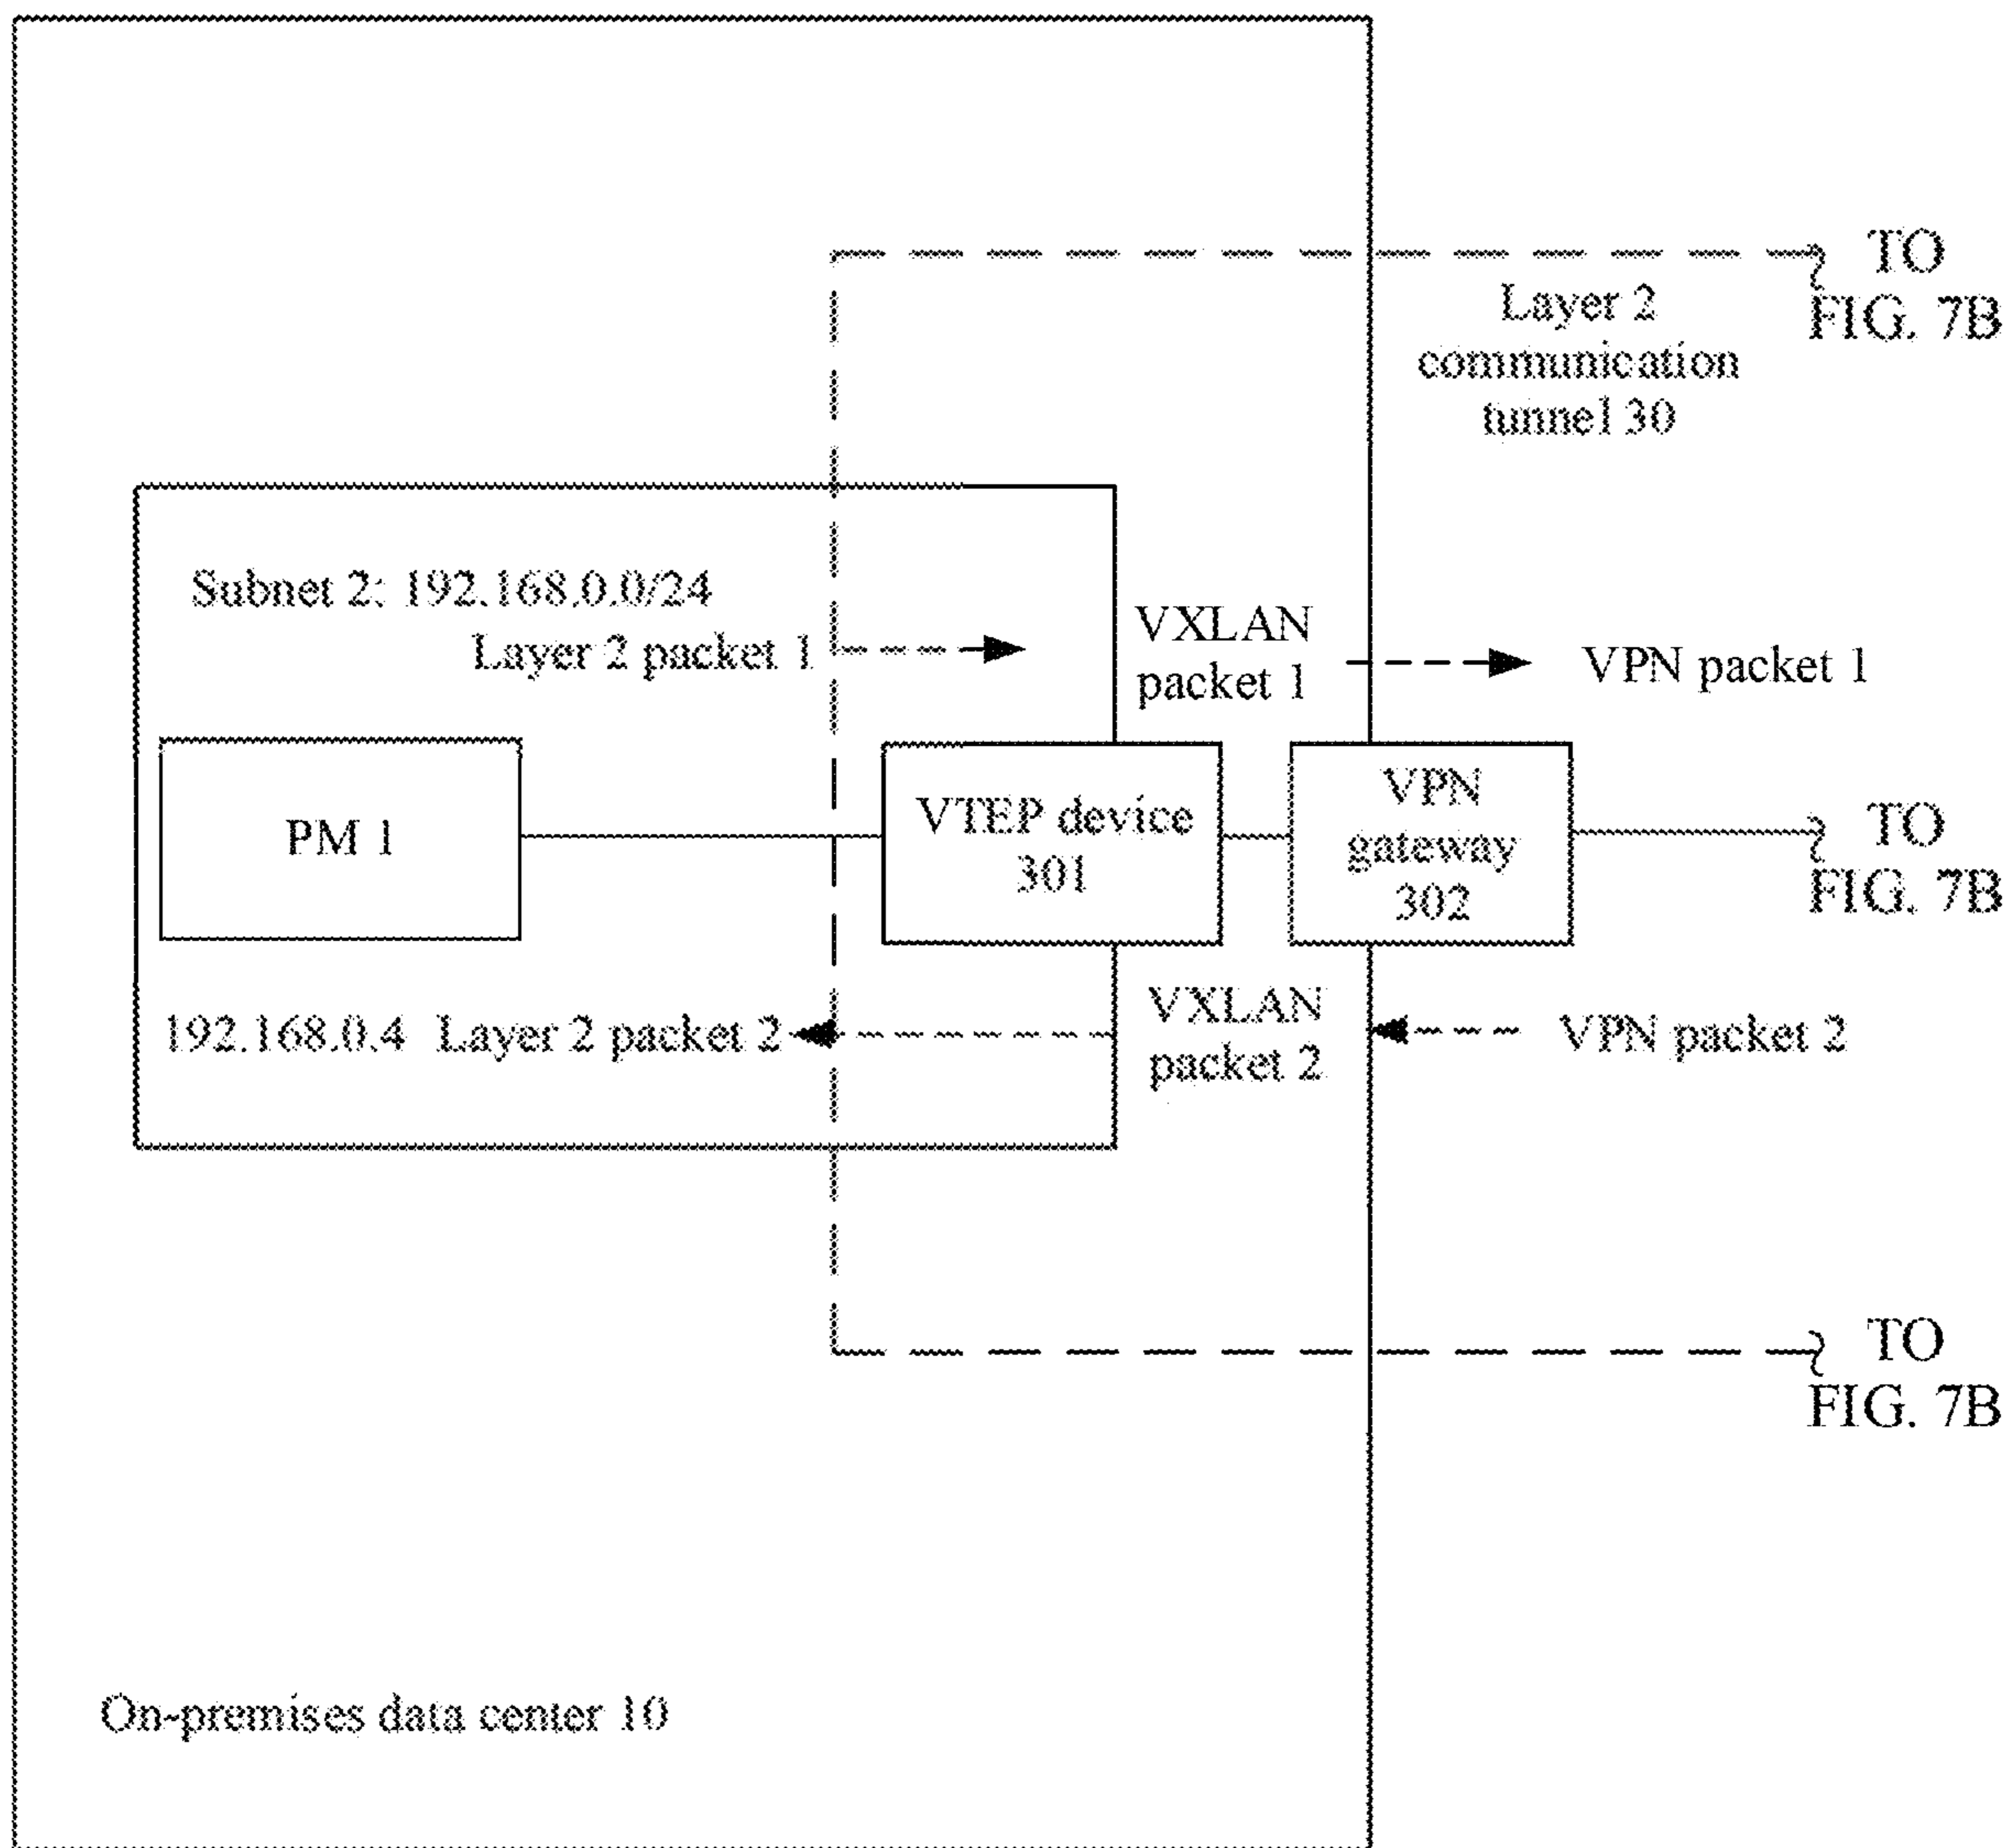 TO
FIG. 7B
Layer 2
communication
tunnel 30
Subnet 2: 192.168.0.0/24
Layer 2 packet 1
VXLAN
packet 1
VPN packet 1
PM 1
VTEP device
301
VPN
gateway
302
TO
FIG. 7B
192.168.0.4 Layer 2 packet 2
VXLAN
packet 2
VPN packet 2
TO
FIG. 7B
On-premises data center 10